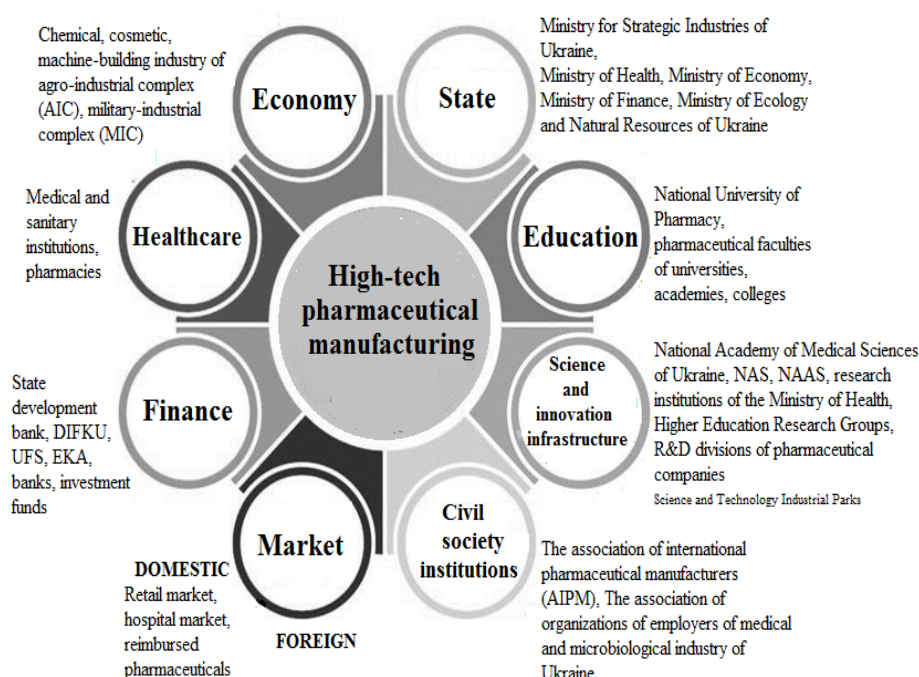 Chemical, cosmetic,
machine-building industry of
agro-industrial complex
(AIC), military-industrial
complex (MIC)
Economy
State
Ministry for Strategic Industries of
Ukraine,
Ministry of Health, Ministry of Economy,
Ministry of Finance, Ministry of Ecology
and Natural Resources of Ukraine
Medical and
sanitary
institutions,
pharmacies
Healthcare
Education
National University of
Pharmacy,
pharmaceutical faculties
of universities,
academies, colleges
High-tech
pharmaceutical
manufacturing
State
development
bank, DIFKU,
UFS, EKA,
banks, investment
funds
Finance
Science
and
innovation
infrastructure
National Academy of Medical Sciences
of Ukraine, NAS, NAAS, research
institutions of the Ministry of Health,
Higher Education Research Groups,
R&D divisions of pharmaceutical
companies
Science and Technology Industrial Parks
Market
DOMESTIC
Retail market,
hospital market,
reimbursed
pharmaceuticals
FOREIGN
Civil
society
institutions
The association of international
pharmaceutical manufacturers
(AIPM), The association of
organizations of employers of medical
and microbiological industry of
Ukraine